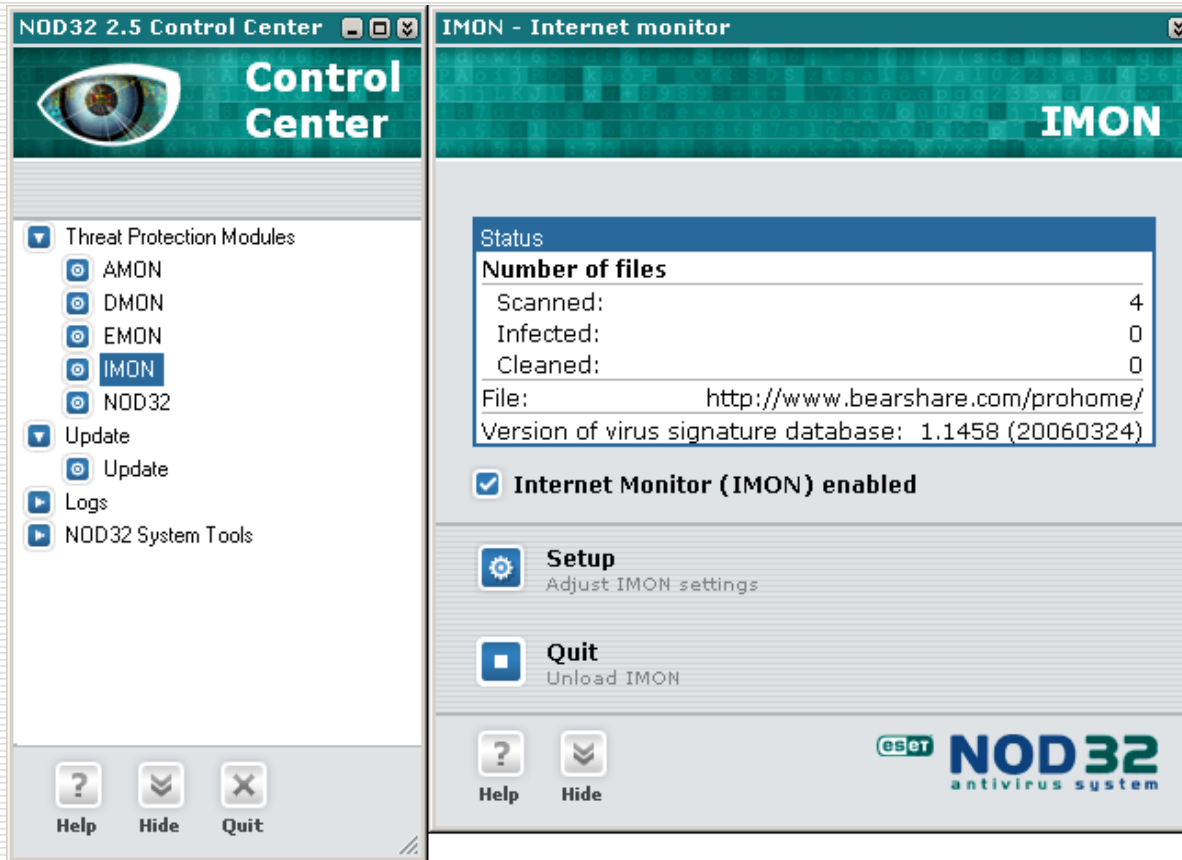 NOD32 2.5 Control Center
Control
Center
Threat Protection Modules
AMON
DMON
EMON
IMON
NOD32
Update
Update
Logs
NOD32 System Tools
Help Hide Quit
IMON - Internet monitor
IMON
Status
Number of files
Scanned: 4
Infected: 0
Cleaned: 0
File: http://www.bearshare.com/prohome/
Version of virus signature database: 1.1458 (20060324)
Internet Monitor (IMON) enabled
Setup
Adjust IMON settings
Quit
Unload IMON
Help Hide
eset NOD32
antivirus system